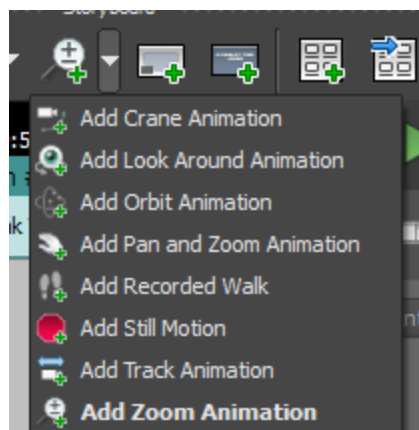 Storyboard
Add Crane Animation
Add Look Around Animation
Add Orbit Animation
Add Pan and Zoom Animation
Add Recorded Walk
Add Still Motion
Add Track Animation
Add Zoom Animation